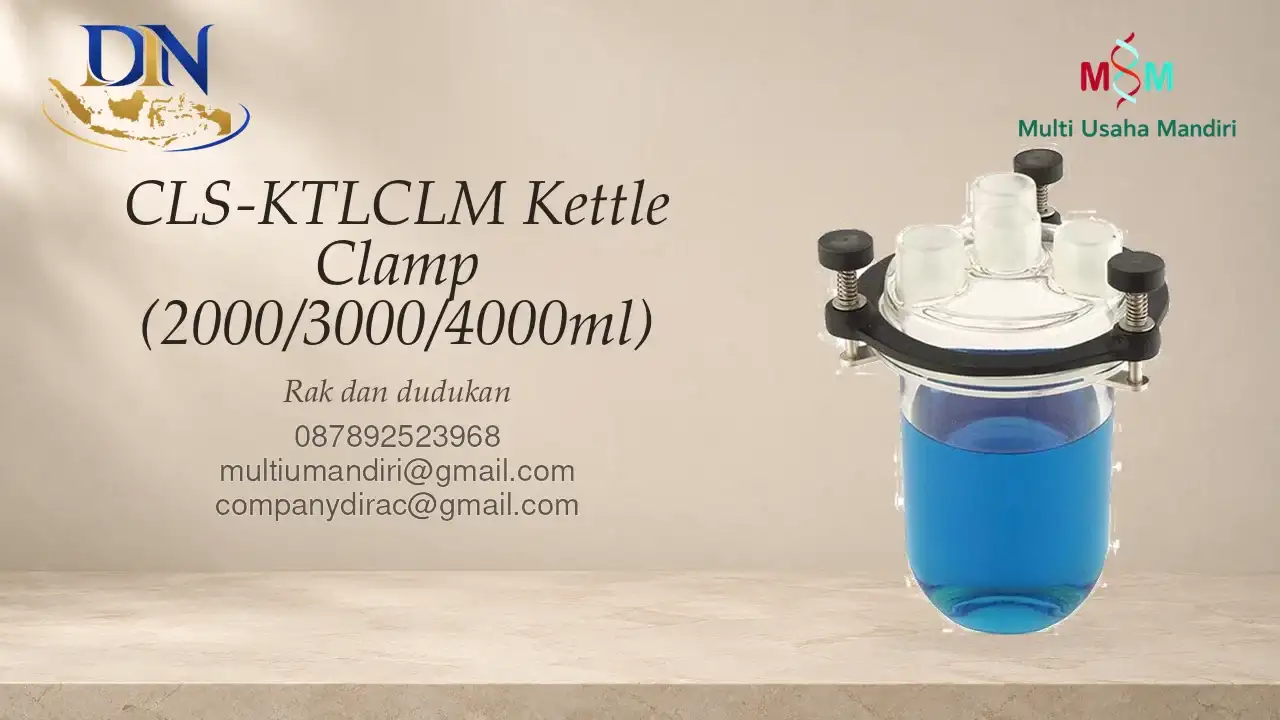 DN
MSM
Multi Usaha Mandiri
CLS-KTLCLM Kettle
Clamp
(2000/3000/4000ml)
Rak dan dudukan
087892523968
multiumandiri@gmail.com
companydirac@gmail.com